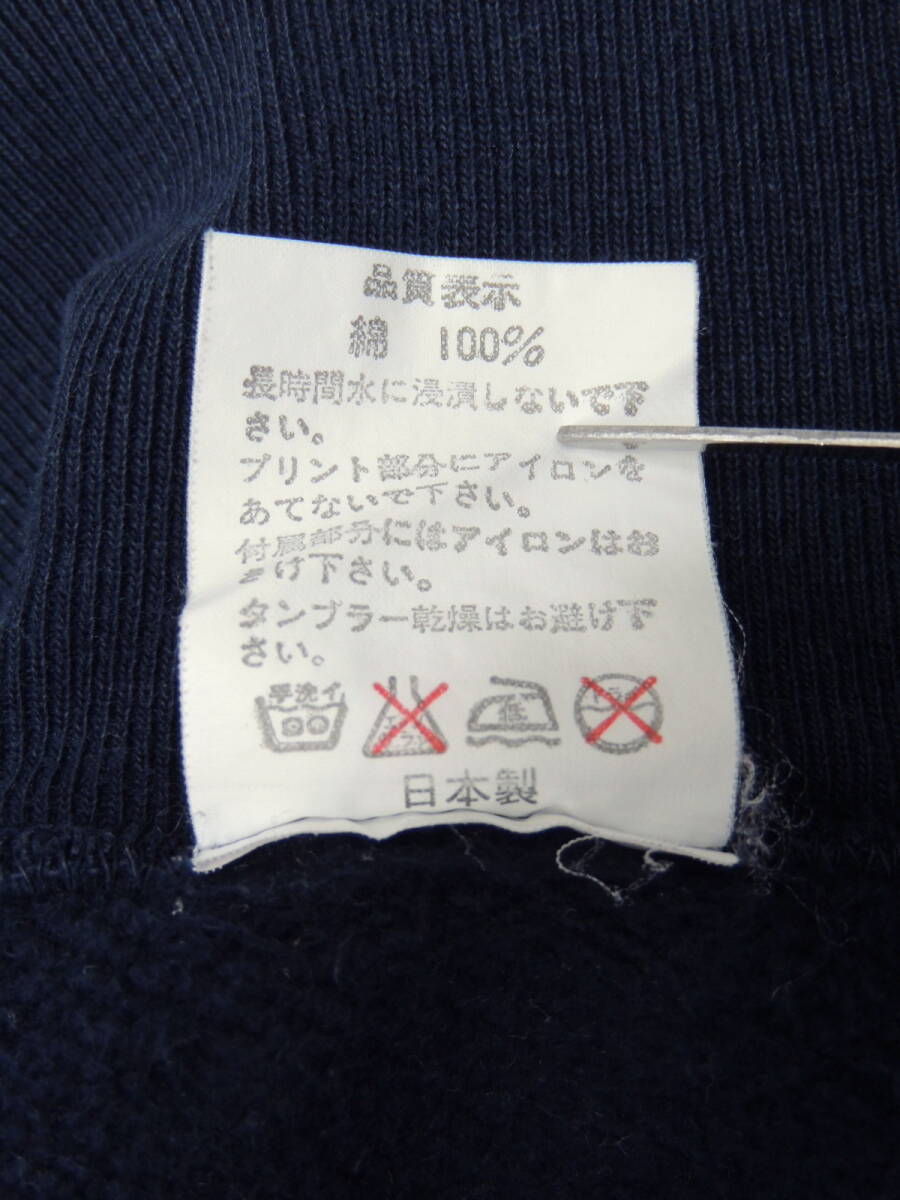 品質表示
綿 100%
長時間水に浸漬しないで下
さい。
プリント部分にアイロンを
あてないで下さい。
付属部分にはアイロンはお
さけ下さい。
タンブラー乾燥はお避け下
さい。
手洗イ
日本製